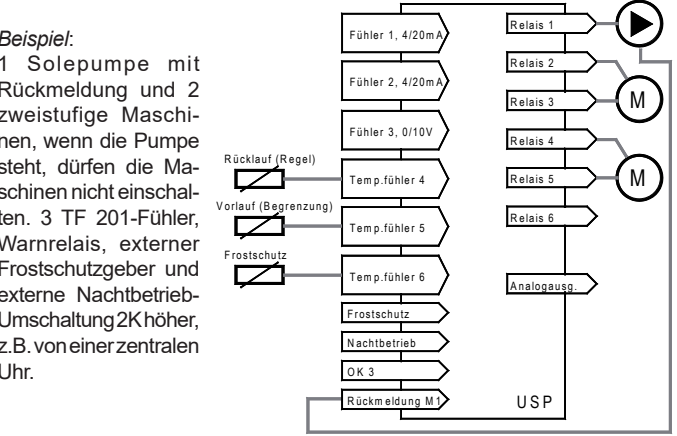 Beispiel:
1 Solepumpe mit
Rückmeldung und 2
zweistufige Maschi-
nen, wenn die Pumpe
steht, dürfen die Ma-
schinen nicht einschal-
ten. 3 TF 201-Fühler,
Warnrelais, externer
Frostschutzgeber und
externe Nachtbetrieb-
Umschaltung 2K höher,
z.B. von einer zentralen
Uhr.
Rücklauf (Regel)
Vorlauf (Begrenzung)
Frostschutz
Fühler 1, 4/20mA
Fühler 2, 4/20mA
Fühler 3, 0/10V
Temp.fühler 4
Temp.fühler 5
Temp.fühler 6
Frostschutz
Nachtbetrieb
OK 3
Rückmeldung M1
Relais 1
Relais 2
Relais 3
Relais 4
Relais 5
Relais 6
Analogausg.
USP
M
M